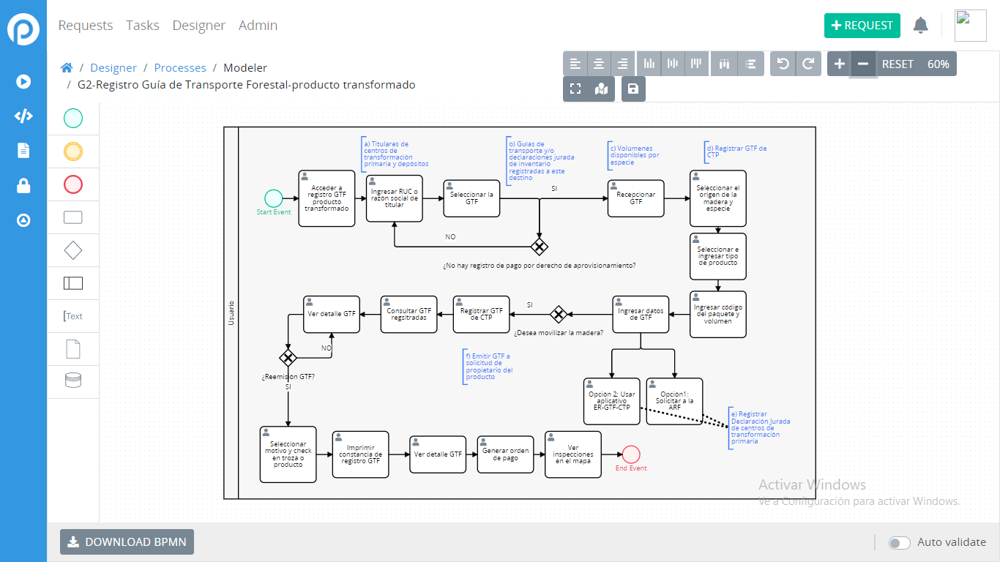 Requests Tasks Designer Admin
+ REQUEST
/ Designer / Processes / Modeler
/ G2-Registro Guía de Transporte Forestal-producto transformado
RESET 60%
[Text
Usuario
a) Titulares de
centros de
transformación
primaria y depósitos
b) Guías de
transporte y/o
declaraciones jurada
de inventario
registradas a este
destino
c) Volúmenes
disponibles por
especie
d) Registrar GTF de
CTP
Start Event
Acceder a
registro GTF
producto
transformado
Ingresar RUC o
razón social de
titular
Seleccionar la
GTF
SI
Recepcionar
GTF
Seleccionar el
origen de la
madera y
especie
NO
¿No hay registro de pago por derecho de aprovisionamiento?
Seleccionar e
ingresar tipo
de producto
Ver detalle GTF
Consultar GTF
regsitradas
Registrar GTF
de CTP
SI
¿Desea movilizar la madera?
Ingresar datos
de GTF
Ingresar código
del paquete y
volúmen
NO
¿Reemisión GTF?
SI
f) Emitir GTF a
solicitud de
propietario del
producto
Opción 2: Usar
aplicativo
ER-GTF-CTP
Opción1:
Solicitar a la
ARF
e) Registrar
Declaración Jurada
de centros de
transformación
primaria
Seleccionar
motivo y check
en troza o
producto
Imprimir
constancia de
registro GTF
Ver detalle GTF
Generar orden
de pago
Ver
inspecciones
en el mapa
End Event
Activar Windows
Ve a Configuración para activar Windows.
DOWNLOAD BPMN
Auto validate